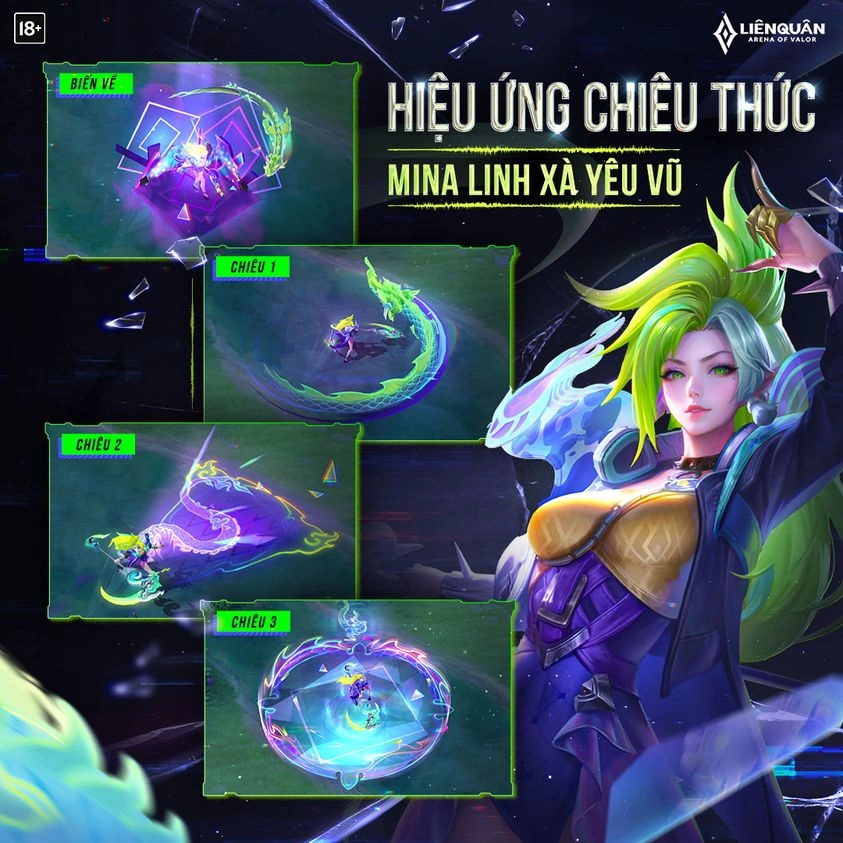 18+
LIÊNQUÂN
ARENA OF VALOR
HIỆU ỨNG CHIÊU THỨC
MINA LINH XÀ YÊU VŨ
BIẾN VỀ
CHIÊU 1
CHIÊU 2
CHIÊU 3